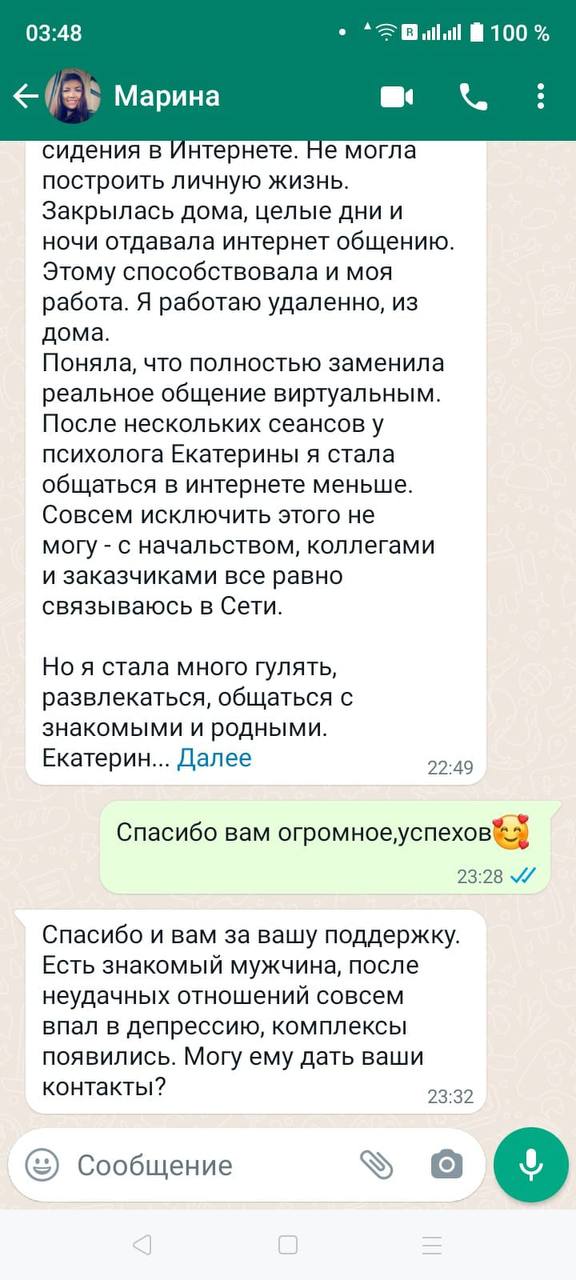 03:48
R
100 %
Марина
сидения в Интернете. Не могла
построить личную жизнь.
Закрылась дома, целые дни и
ночи отдавала интернет общению.
Этому способствовала и моя
работа. Я работаю удаленно, из
дома.
Поняла, что полностью заменила
реальное общение виртуальным.
После нескольких сеансов у
психолога Екатерины я стала
общаться в интернете меньше.
Совсем исключить этого не
могу - с начальством, коллегами
и заказчиками все равно
связываюсь в Сети.
Но я стала много гулять,
развлекаться, общаться с
знакомыми и родными.
Екатерин... Далее
22:49
Спасибо вам огромное,успехов🥰
23:28
Спасибо и вам за вашу поддержку.
Есть знакомый мужчина, после
неудачных отношений совсем
впал в депрессию, комплексы
появились. Могу ему дать ваши
контакты?
23:32
Сообщение